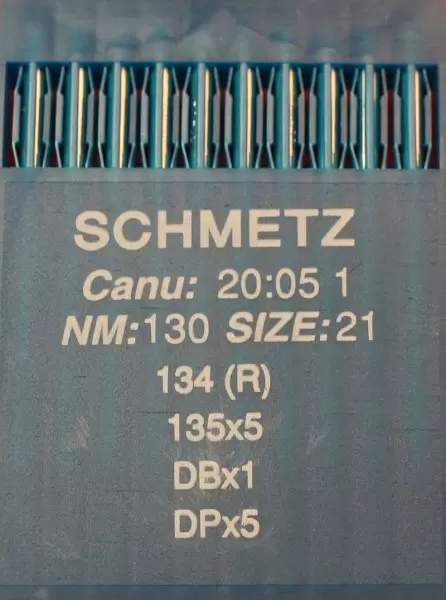 SCHMETZ
Canu: 20:05 1
NM:130 SIZE:21
134 (R)
135x5
DBx1
DPx5